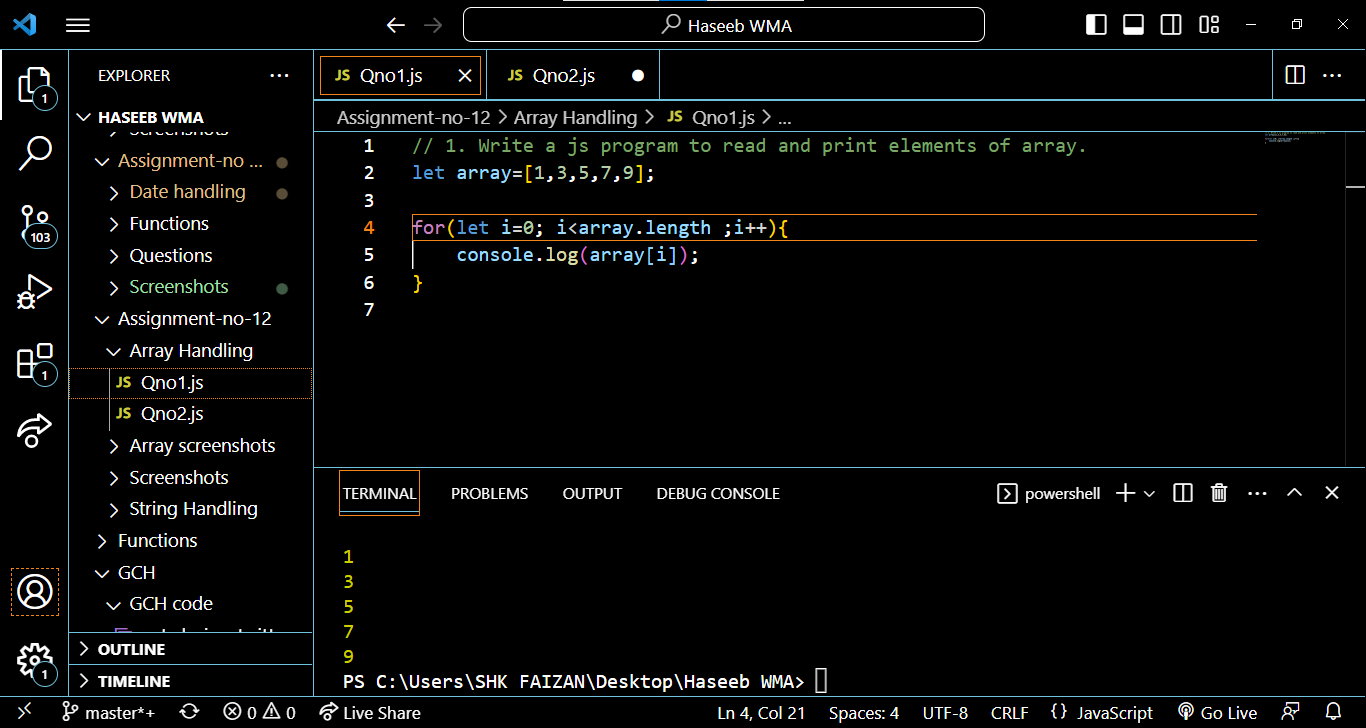 Haseeb WMA
EXPLORER
HASEEB WMA
Screenshots
Assignment-no ...
Date handling
Functions
Questions
Screenshots
Assignment-no-12
Array Handling
JS Qno1.js
JS Qno2.js
Array screenshots
Screenshots
String Handling
Functions
GCH
GCH code
OUTLINE
TIMELINE
1
103
1
1
JS Qno1.js
JS Qno2.js
Assignment-no-12 > Array Handling > JS Qno1.js > ...
1 // 1. Write a js program to read and print elements of array.
2 let array=[1,3,5,7,9];
3
4 for(let i=0; i<array.length ;i++){
5 console.log(array[i]);
6 }
7
TERMINAL PROBLEMS OUTPUT DEBUG CONSOLE powershell
1
3
5
7
9
PS C:\Users\SHK FAIZAN\Desktop\Haseeb WMA>
master*+ 0 0 Live Share Ln 4, Col 21 Spaces: 4 UTF-8 CRLF {} JavaScript Go Live